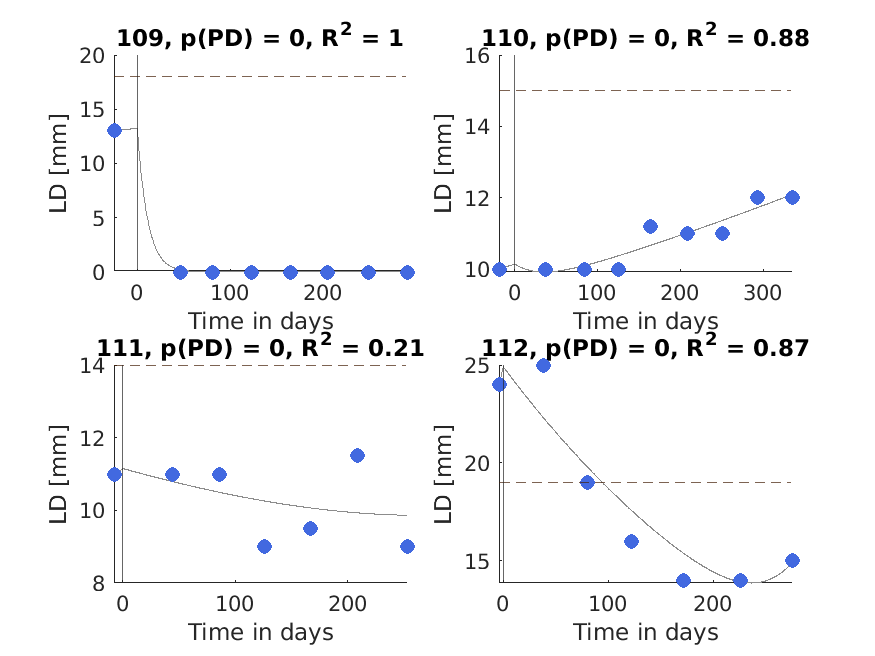 109, p(PD) = 0, R² = 1
20
15
10
5
0
LD [mm]
0
100
200
Time in days
110, p(PD) = 0, R² = 0.88
16
14
12
10
LD [mm]
0
100
200
300
Time in days
111, p(PD) = 0, R² = 0.21
14
12
10
8
LD [mm]
0
100
200
Time in days
112, p(PD) = 0, R² = 0.87
25
20
15
LD [mm]
0
100
200
Time in days